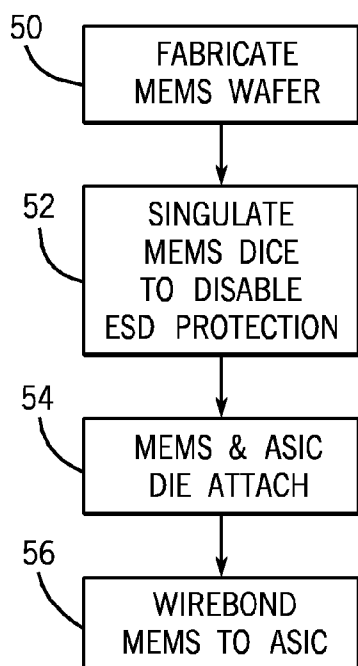 50
FABRICATE
MEMS WAFER
52
SINGULATE
MEMS DICE
TO DISABLE
ESD PROTECTION
54
MEMS & ASIC
DIE ATTACH
56
WIREBOND
MEMS TO ASIC